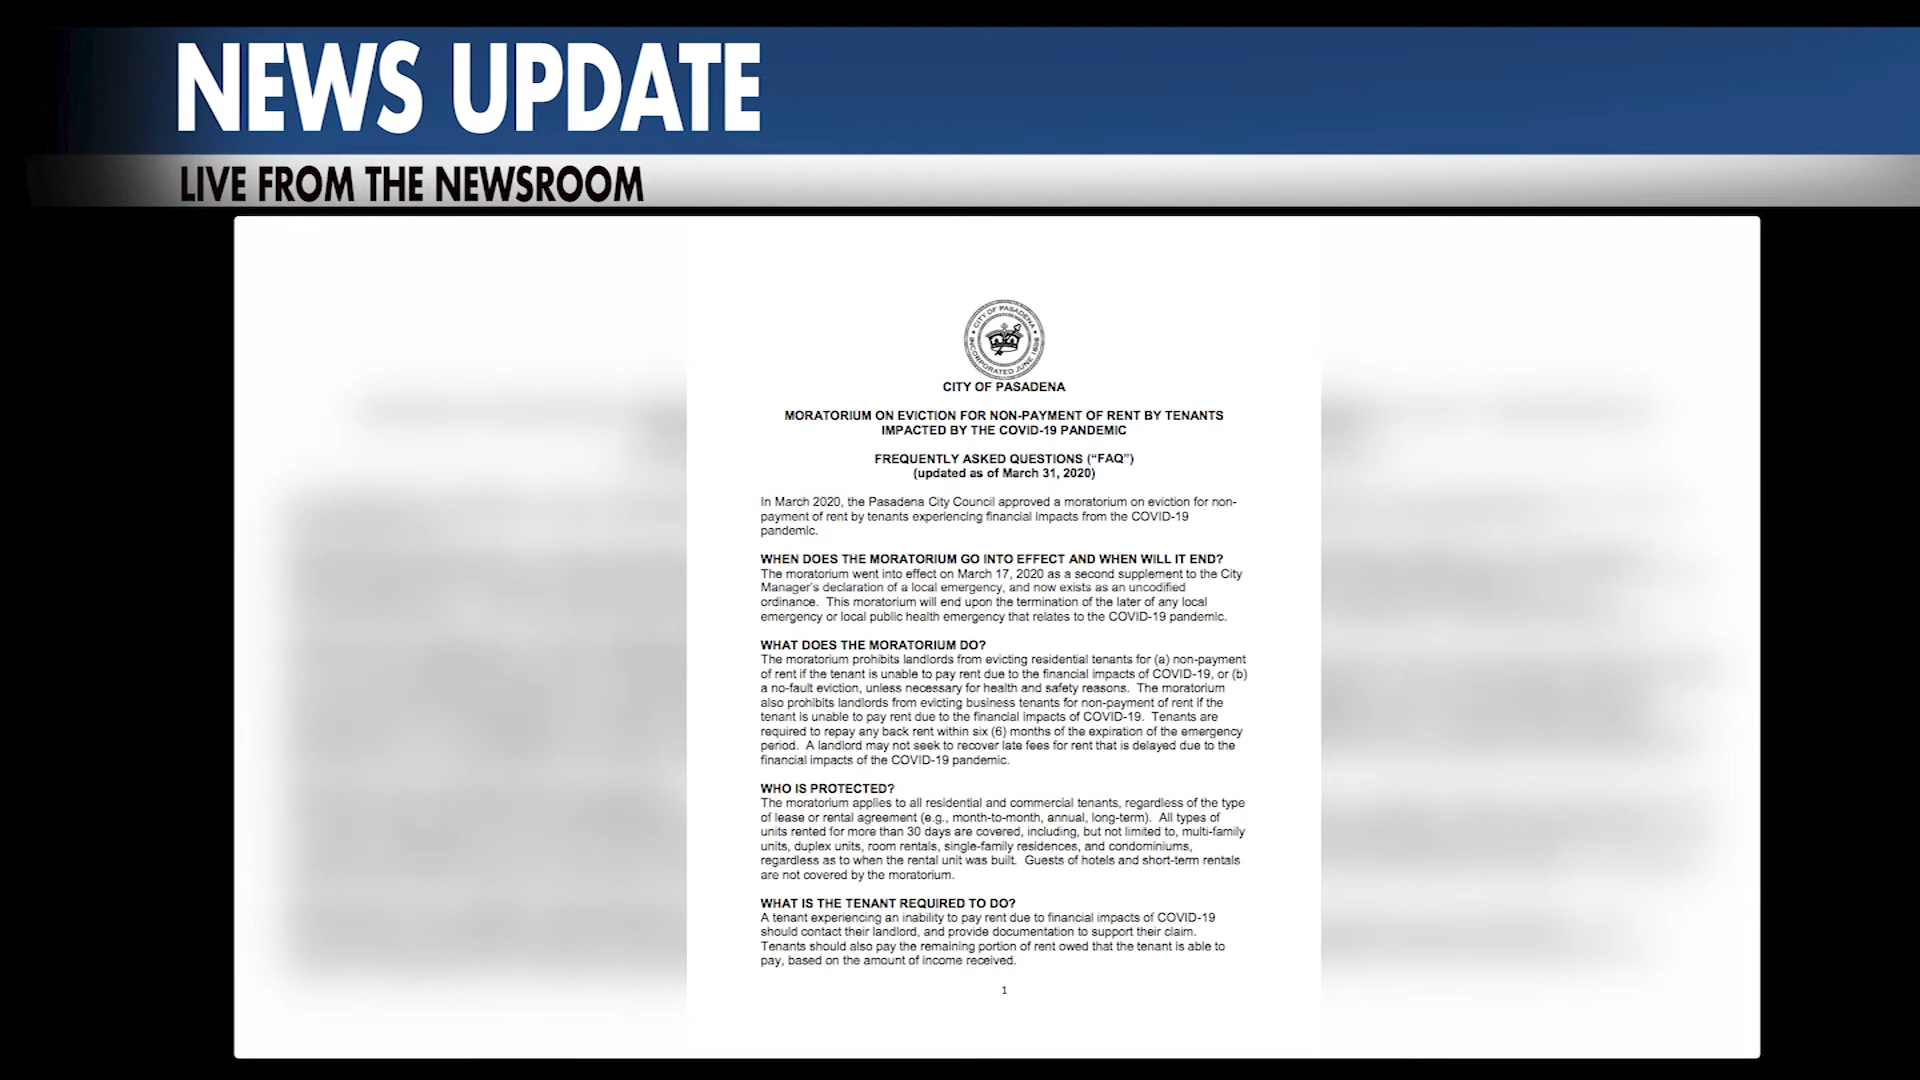 NEWS UPDATE
LIVE FROM THE NEWSROOM
CITY OF PASADENA
INCORPORATED JUNE 1886
CITY OF PASADENA
MORATORIUM ON EVICTION FOR NON-PAYMENT OF RENT BY TENANTS
IMPACTED BY THE COVID-19 PANDEMIC
FREQUENTLY ASKED QUESTIONS (“FAQ”)
(updated as of March 31, 2020)
In March 2020, the Pasadena City Council approved a moratorium on eviction for non-
payment of rent by tenants experiencing financial impacts from the COVID-19
pandemic.
WHEN DOES THE MORATORIUM GO INTO EFFECT AND WHEN WILL IT END?
The moratorium went into effect on March 17, 2020 as a second supplement to the City
Manager’s declaration of a local emergency, and now exists as an uncodified
ordinance. This moratorium will end upon the termination of the later of any local
emergency or local public health emergency that relates to the COVID-19 pandemic.
WHAT DOES THE MORATORIUM DO?
The moratorium prohibits landlords from evicting residential tenants for (a) non-payment
of rent if the tenant is unable to pay rent due to the financial impacts of COVID-19, or (b)
a no-fault eviction, unless necessary for health and safety reasons. The moratorium
also prohibits landlords from evicting business tenants for non-payment of rent if the
tenant is unable to pay rent due to the financial impacts of COVID-19. Tenants are
required to repay any back rent within six (6) months of the expiration of the emergency
period. A landlord may not seek to recover late fees for rent that is delayed due to the
financial impacts of the COVID-19 pandemic.
WHO IS PROTECTED?
The moratorium applies to all residential and commercial tenants, regardless of the type
of lease or rental agreement (e.g., month-to-month, annual, long-term). All types of
units rented for more than 30 days are covered, including, but not limited to, multi-family
units, duplex units, room rentals, single-family residences, and condominiums,
regardless as to when the rental unit was built. Guests of hotels and short-term rentals
are not covered by the moratorium.
WHAT IS THE TENANT REQUIRED TO DO?
A tenant experiencing an inability to pay rent due to financial impacts of COVID-19
should contact their landlord, and provide documentation to support their claim.
Tenants should also pay the remaining portion of rent owed that the tenant is able to
pay, based on the amount of income received.
1